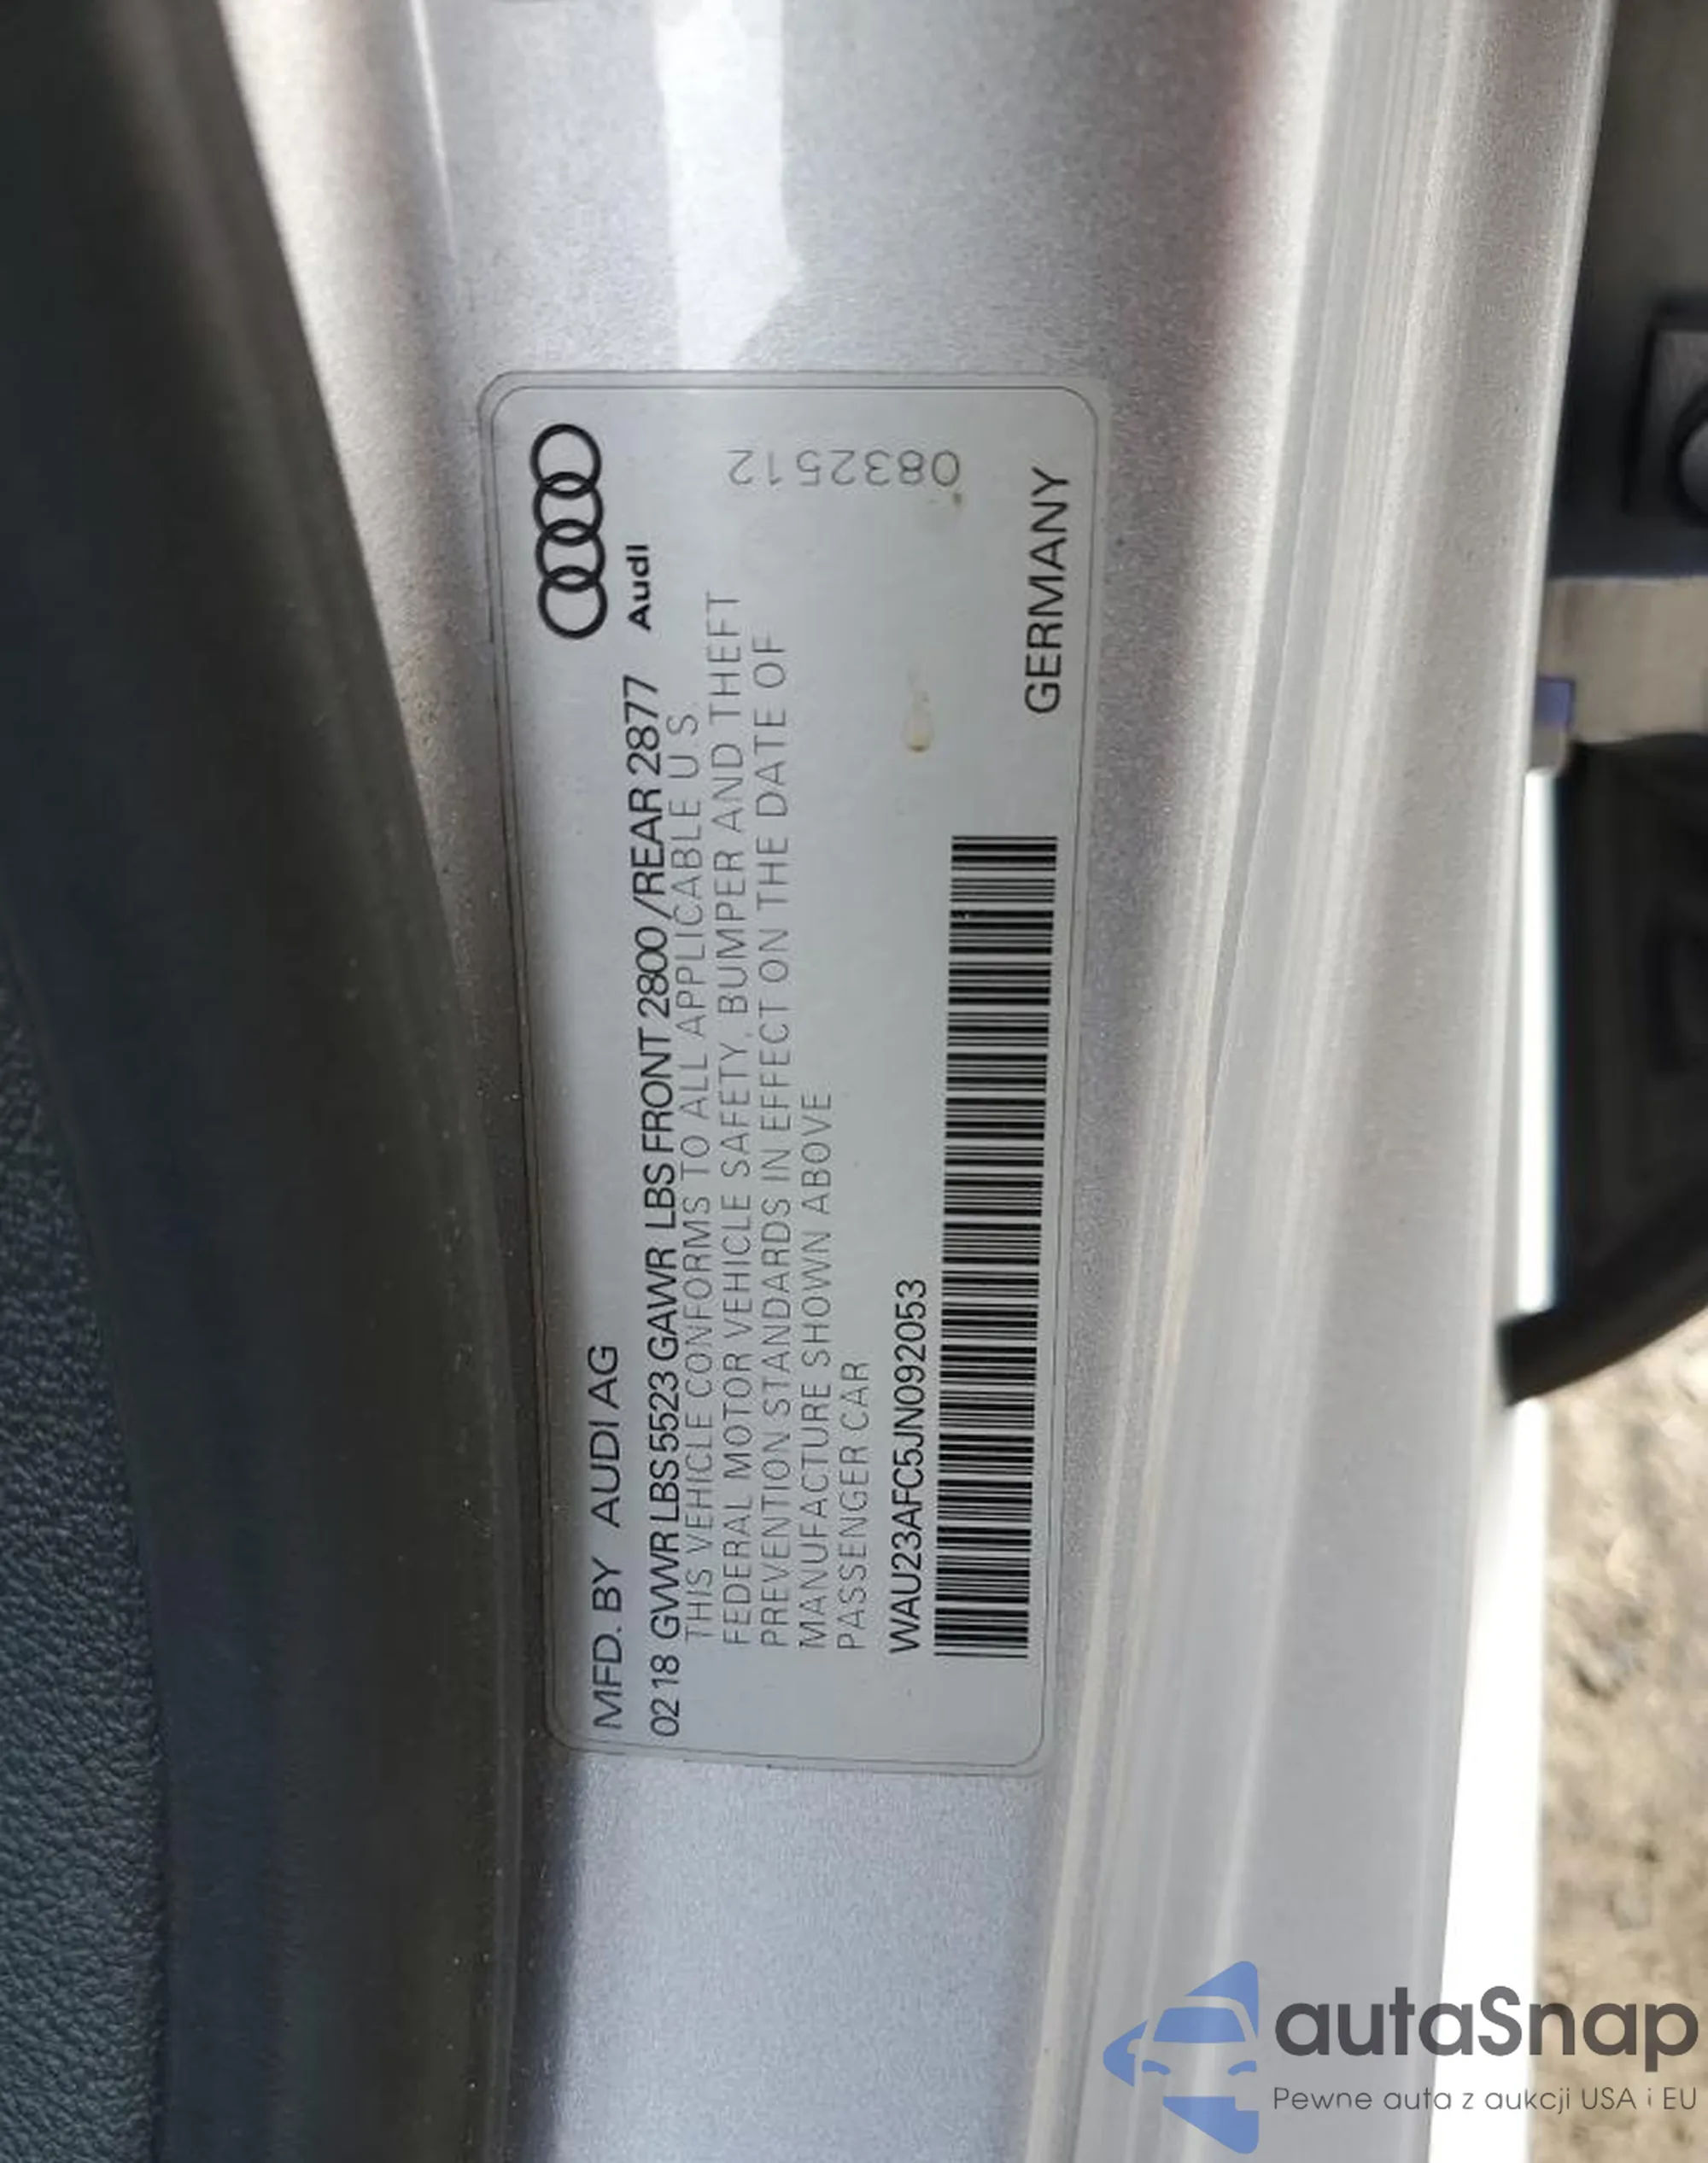 MFD. BY AUDI AG
Audi
02 18 GVWR LBS 5523 GAWR LBS FRONT 2800/REAR 2877
THIS VEHICLE CONFORMS TO ALL APPLICABLE U S
FEDERAL MOTOR VEHICLE SAFETY, BUMPER AND THEFT
PREVENTION STANDARDS IN EFFECT ON THE DATE OF
MANUFACTURE SHOWN ABOVE
PASSENGER CAR
0832512
WAU23AFC5JN092053
GERMANY
autaSnap
Pewne auta z aukcji USA i EU